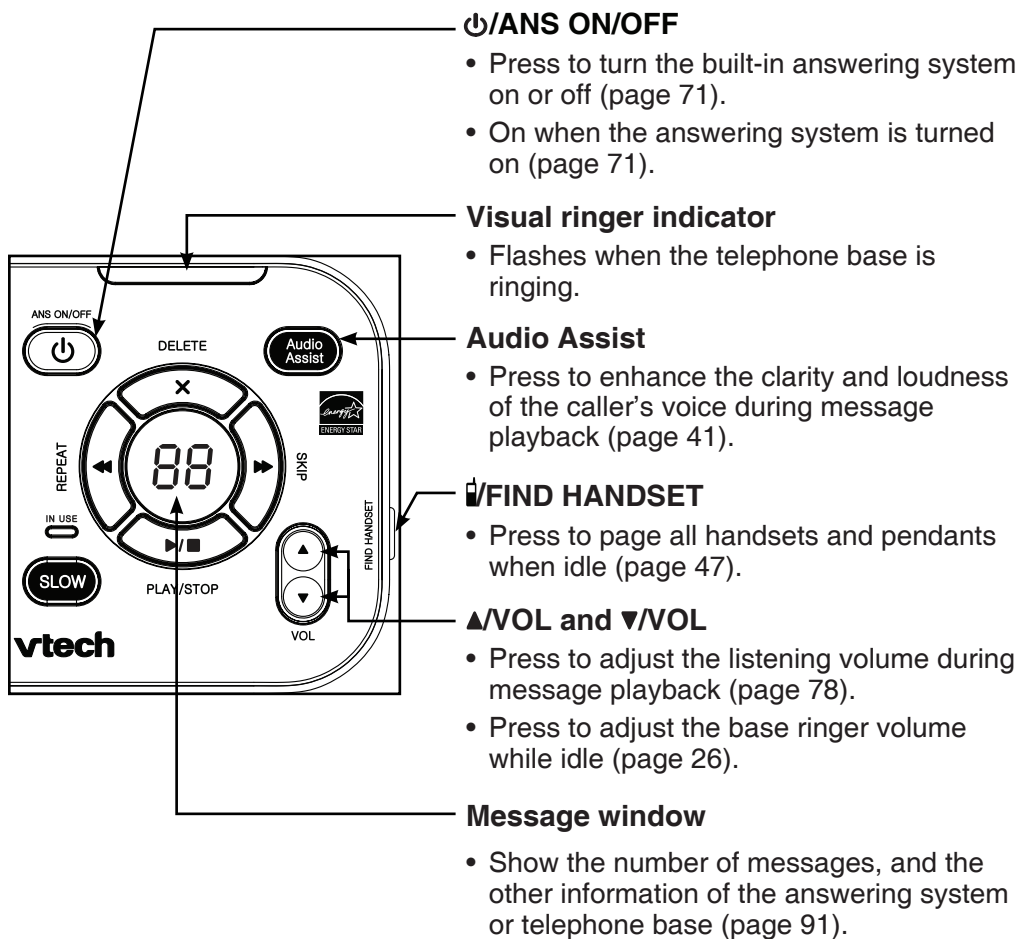 ⏻/ANS ON/OFF
• Press to turn the built-in answering system
on or off (page 71).
• On when the answering system is turned
on (page 71).
Visual ringer indicator
• Flashes when the telephone base is
ringing.
Audio Assist
• Press to enhance the clarity and loudness
of the caller's voice during message
playback (page 41).
/FIND HANDSET
• Press to page all handsets and pendants
when idle (page 47).
▲/VOL and ▼/VOL
• Press to adjust the listening volume during
message playback (page 78).
• Press to adjust the base ringer volume
while idle (page 26).
Message window
• Show the number of messages, and the
other information of the answering system
or telephone base (page 91).
ANS ON/OFF
DELETE
Audio
Assist
energy
ENERGY STAR
REPEAT
88
SKIP
IN USE
SLOW
PLAY/STOP
FIND HANDSET
VOL
vtech